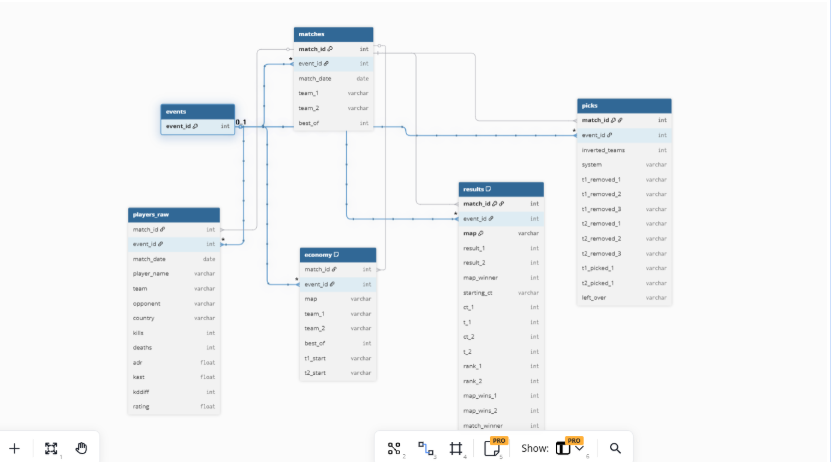 matches
match_id int
event_id int
match_date date
team_1 varchar
team_2 varchar
best_of int
events
event_id int
0..1
*
picks
match_id int
event_id int
inverted_teams int
system varchar
t1_removed_1 varchar
t1_removed_2 varchar
t1_removed_3 varchar
t2_removed_1 varchar
t2_removed_2 varchar
t2_removed_3 varchar
t1_picked_1 varchar
t2_picked_1 varchar
left_over varchar
results
match_id int
event_id int
map varchar
result_1 int
result_2 int
map_winner int
starting_ct varchar
ct_1 int
t_1 int
ct_2 int
t_2 int
rank_1 int
rank_2 int
map_wins_1 int
map_wins_2 int
match_winner int
players_raw
match_id int
event_id int
match_date date
player_name varchar
team varchar
opponent varchar
country varchar
kills int
deaths int
adr float
kast float
kddiff int
rating float
economy
match_id int
event_id int
map varchar
team_1 varchar
team_2 varchar
best_of int
t1_start varchar
t2_start varchar
1
2
3
4
PRO
5
Show:
PRO
6